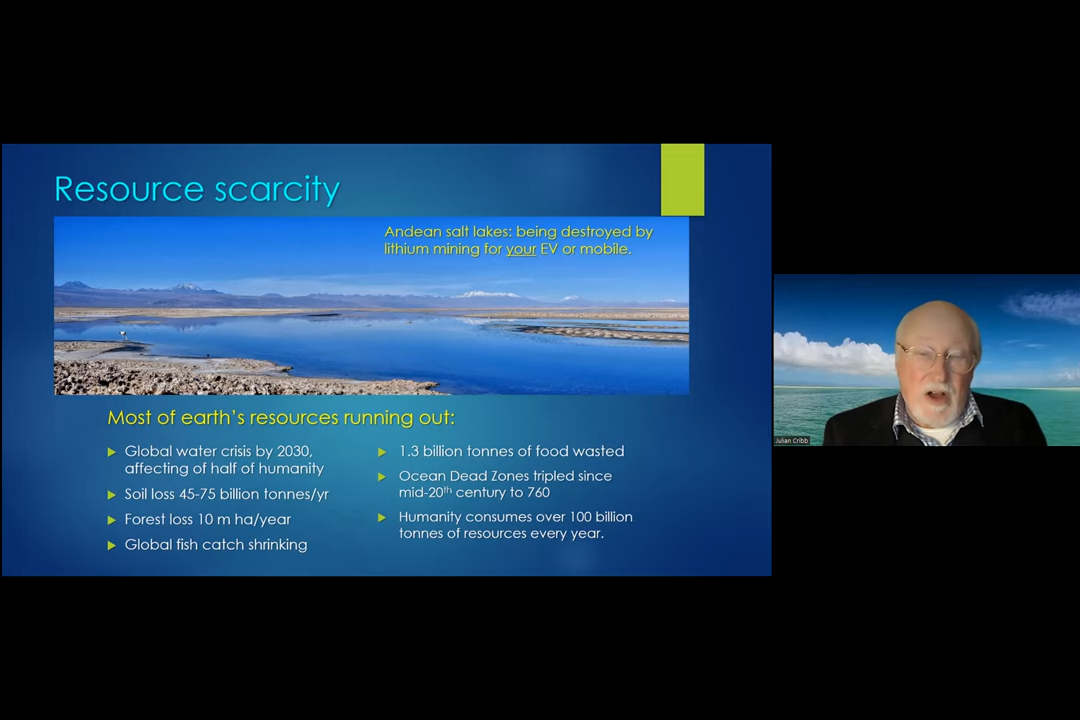 Resource scarcity
Andean salt lakes: being destroyed by
lithium mining for your EV or mobile.
Most of earth's resources running out:
Global water crisis by 2030,
affecting of half of humanity
Soil loss 45-75 billion tonnes/yr
Forest loss 10 m ha/year
Global fish catch shrinking
1.3 billion tonnes of food wasted
Ocean Dead Zones tripled since
mid-20th century to 760
Humanity consumes over 100 billion
tonnes of resources every year.
Julian Cribb